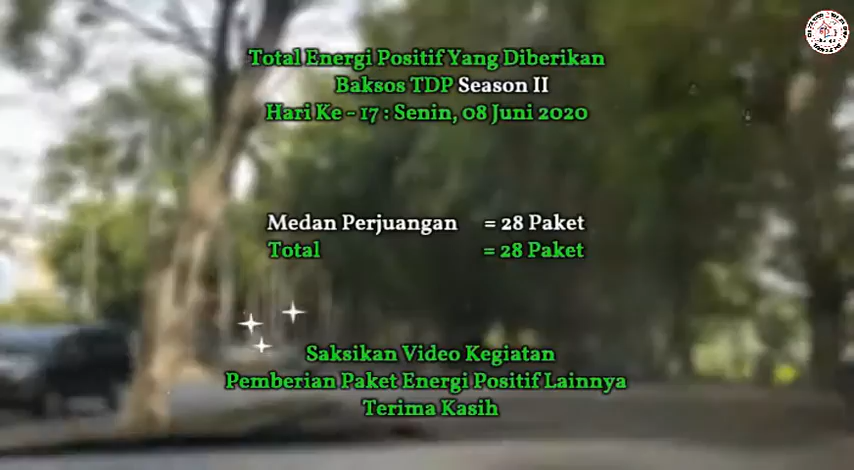 Total Energi Positif Yang Diberikan
Baksos TDP Season II
Hari Ke - 17 : Senin, 08 Juni 2020
Medan Perjuangan = 28 Paket
Total = 28 Paket
Saksikan Video Kegiatan
Pemberian Paket Energi Positif Lainnya
Terima Kasih